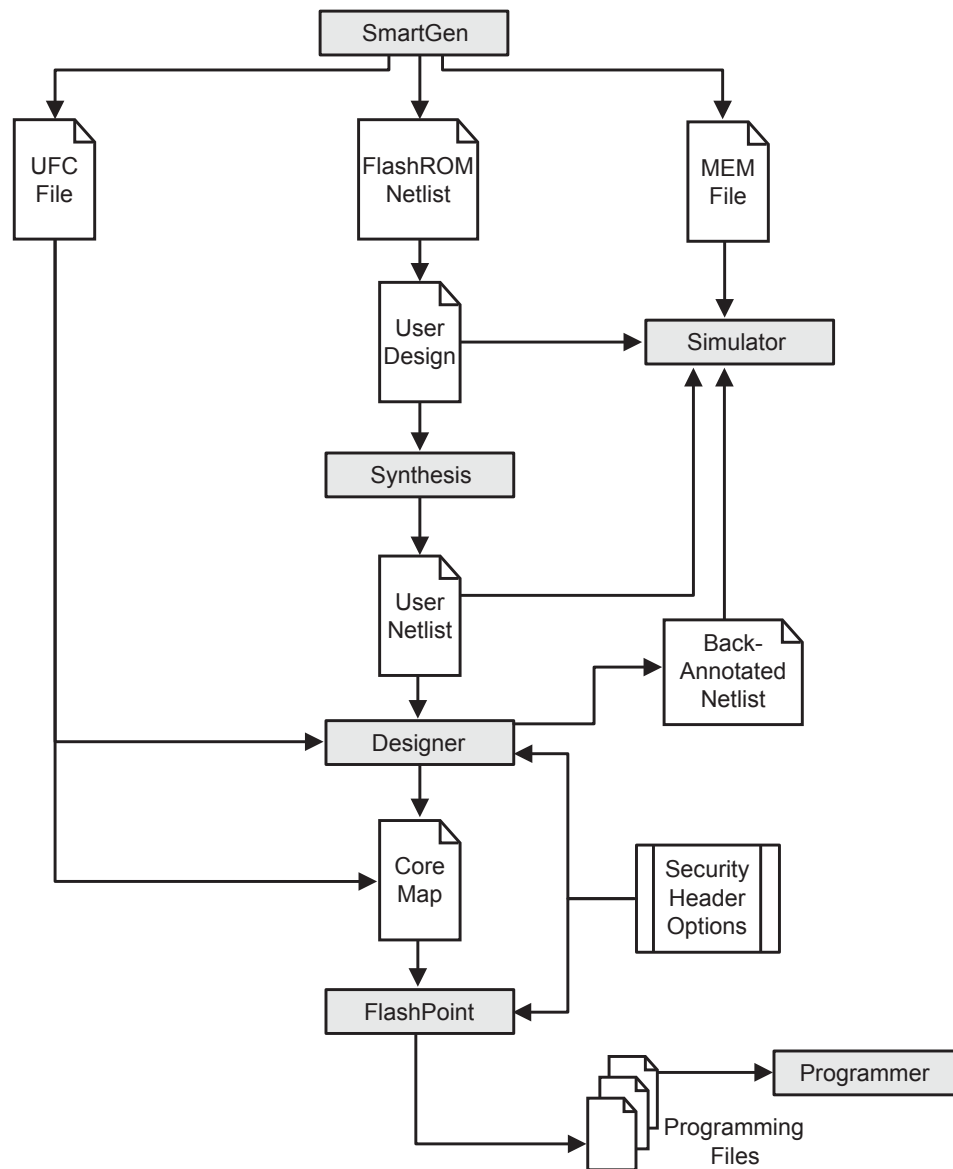 SmartGen
UFC
File
FlashROM
Netlist
MEM
File
User
Design
Simulator
Synthesis
User
Netlist
Back-
Annotated
Netlist
Designer
Core
Map
Security
Header
Options
FlashPoint
Programmer
Programming
Files